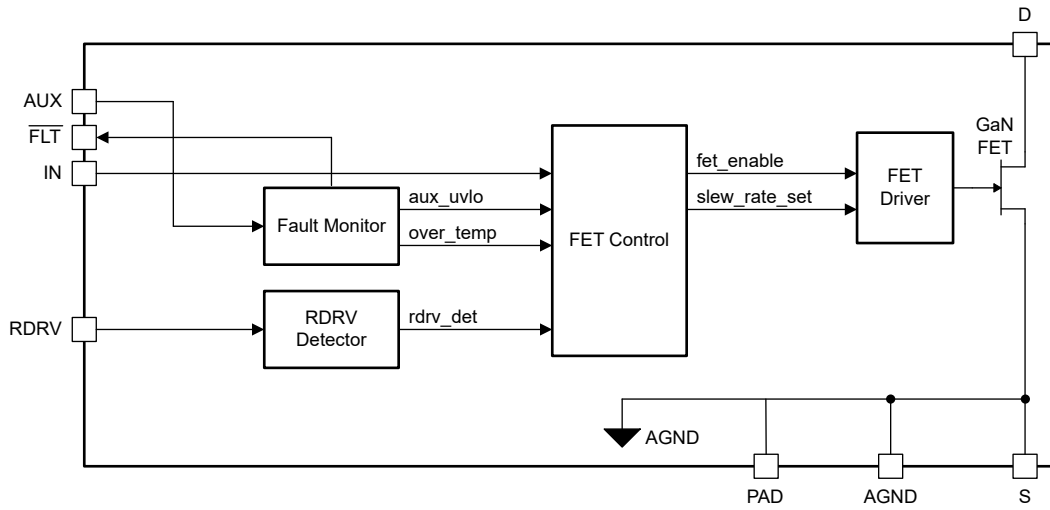 D
AUX
FLT
IN
GaN
FET
fet_enable
FET
Driver
aux_uvlo
slew_rate_set
Fault Monitor
over_temp
FET Control
RDRV
RDRV
Detector
rdrv_det
AGND
PAD
AGND
S